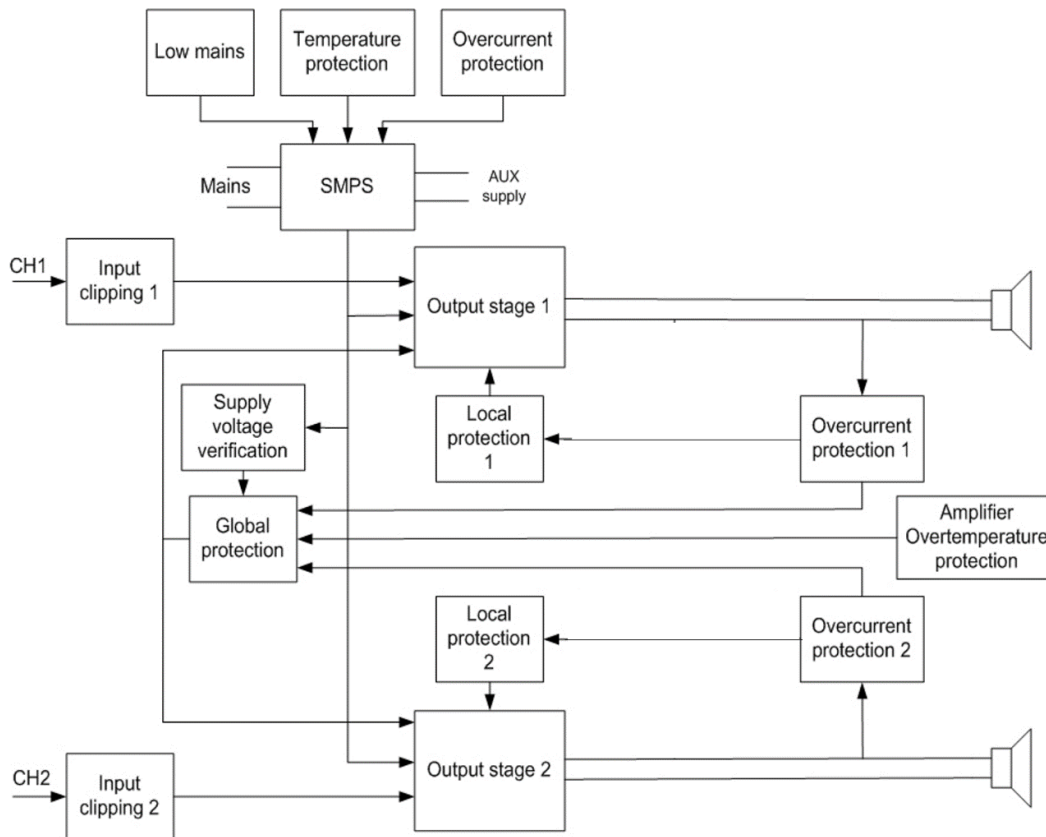 Low mains
Temperature
protection
Overcurrent
protection
Mains
SMPS
AUX
supply
CH1
Input
clipping 1
Output stage 1
Supply
voltage
verification
Local
protection
1
Overcurrent
protection 1
Global
protection
Amplifier
Overtemperature
protection
Local
protection
2
Overcurrent
protection 2
CH2
Input
clipping 2
Output stage 2